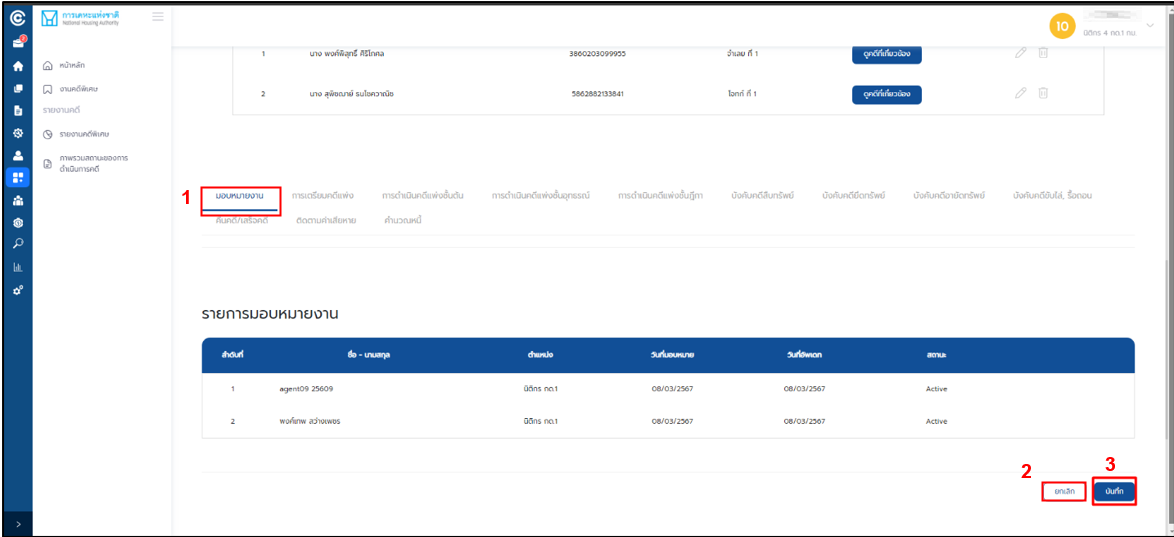 การเคหะแห่งชาติ
National Housing Authority
10
นิติกร 4 กด.1 กม.
หน้าหลัก
งานคดีพิเศษ
รายงานคดี
รายงานคดีพิเศษ
ภาพรวมสถานะของการ
ดำเนินการคดี
1 นาง พงค์พิสุทธิ์ ศิริโกศล 3860203099955 จำเลย ที่ 1 ดูคดีที่เกี่ยวข้อง
2 นาง สุพิชฌาย์ ธนโชควาณิช 5862882133841 โจทก์ ที่ 1 ดูคดีที่เกี่ยวข้อง
1
มอบหมายงาน การเตรียมคดีแพ่ง การดำเนินคดีแพ่งชั้นต้น การดำเนินคดีแพ่งชั้นอุทธรณ์ การดำเนินคดีแพ่งชั้นฎีกา บังคับคดีสืบทรัพย์ บังคับคดียึดทรัพย์ บังคับคดีอายัดทรัพย์ บังคับคดีขับไล่, รื้อถอน
คืนคดี/เสร็จคดี ติดตามค่าเสียหาย คำนวณหนี้
รายการมอบหมายงาน
ลำดับที่ ชื่อ - นามสกุล ตำแหน่ง วันที่มอบหมาย วันที่อัพเดท สถานะ
1 agent09 25609 นิติกร กด.1 08/03/2567 08/03/2567 Active
2 พงค์เทพ สว่างเพชร นิติกร กด.1 08/03/2567 08/03/2567 Active
2 3
ยกเลิก บันทึก